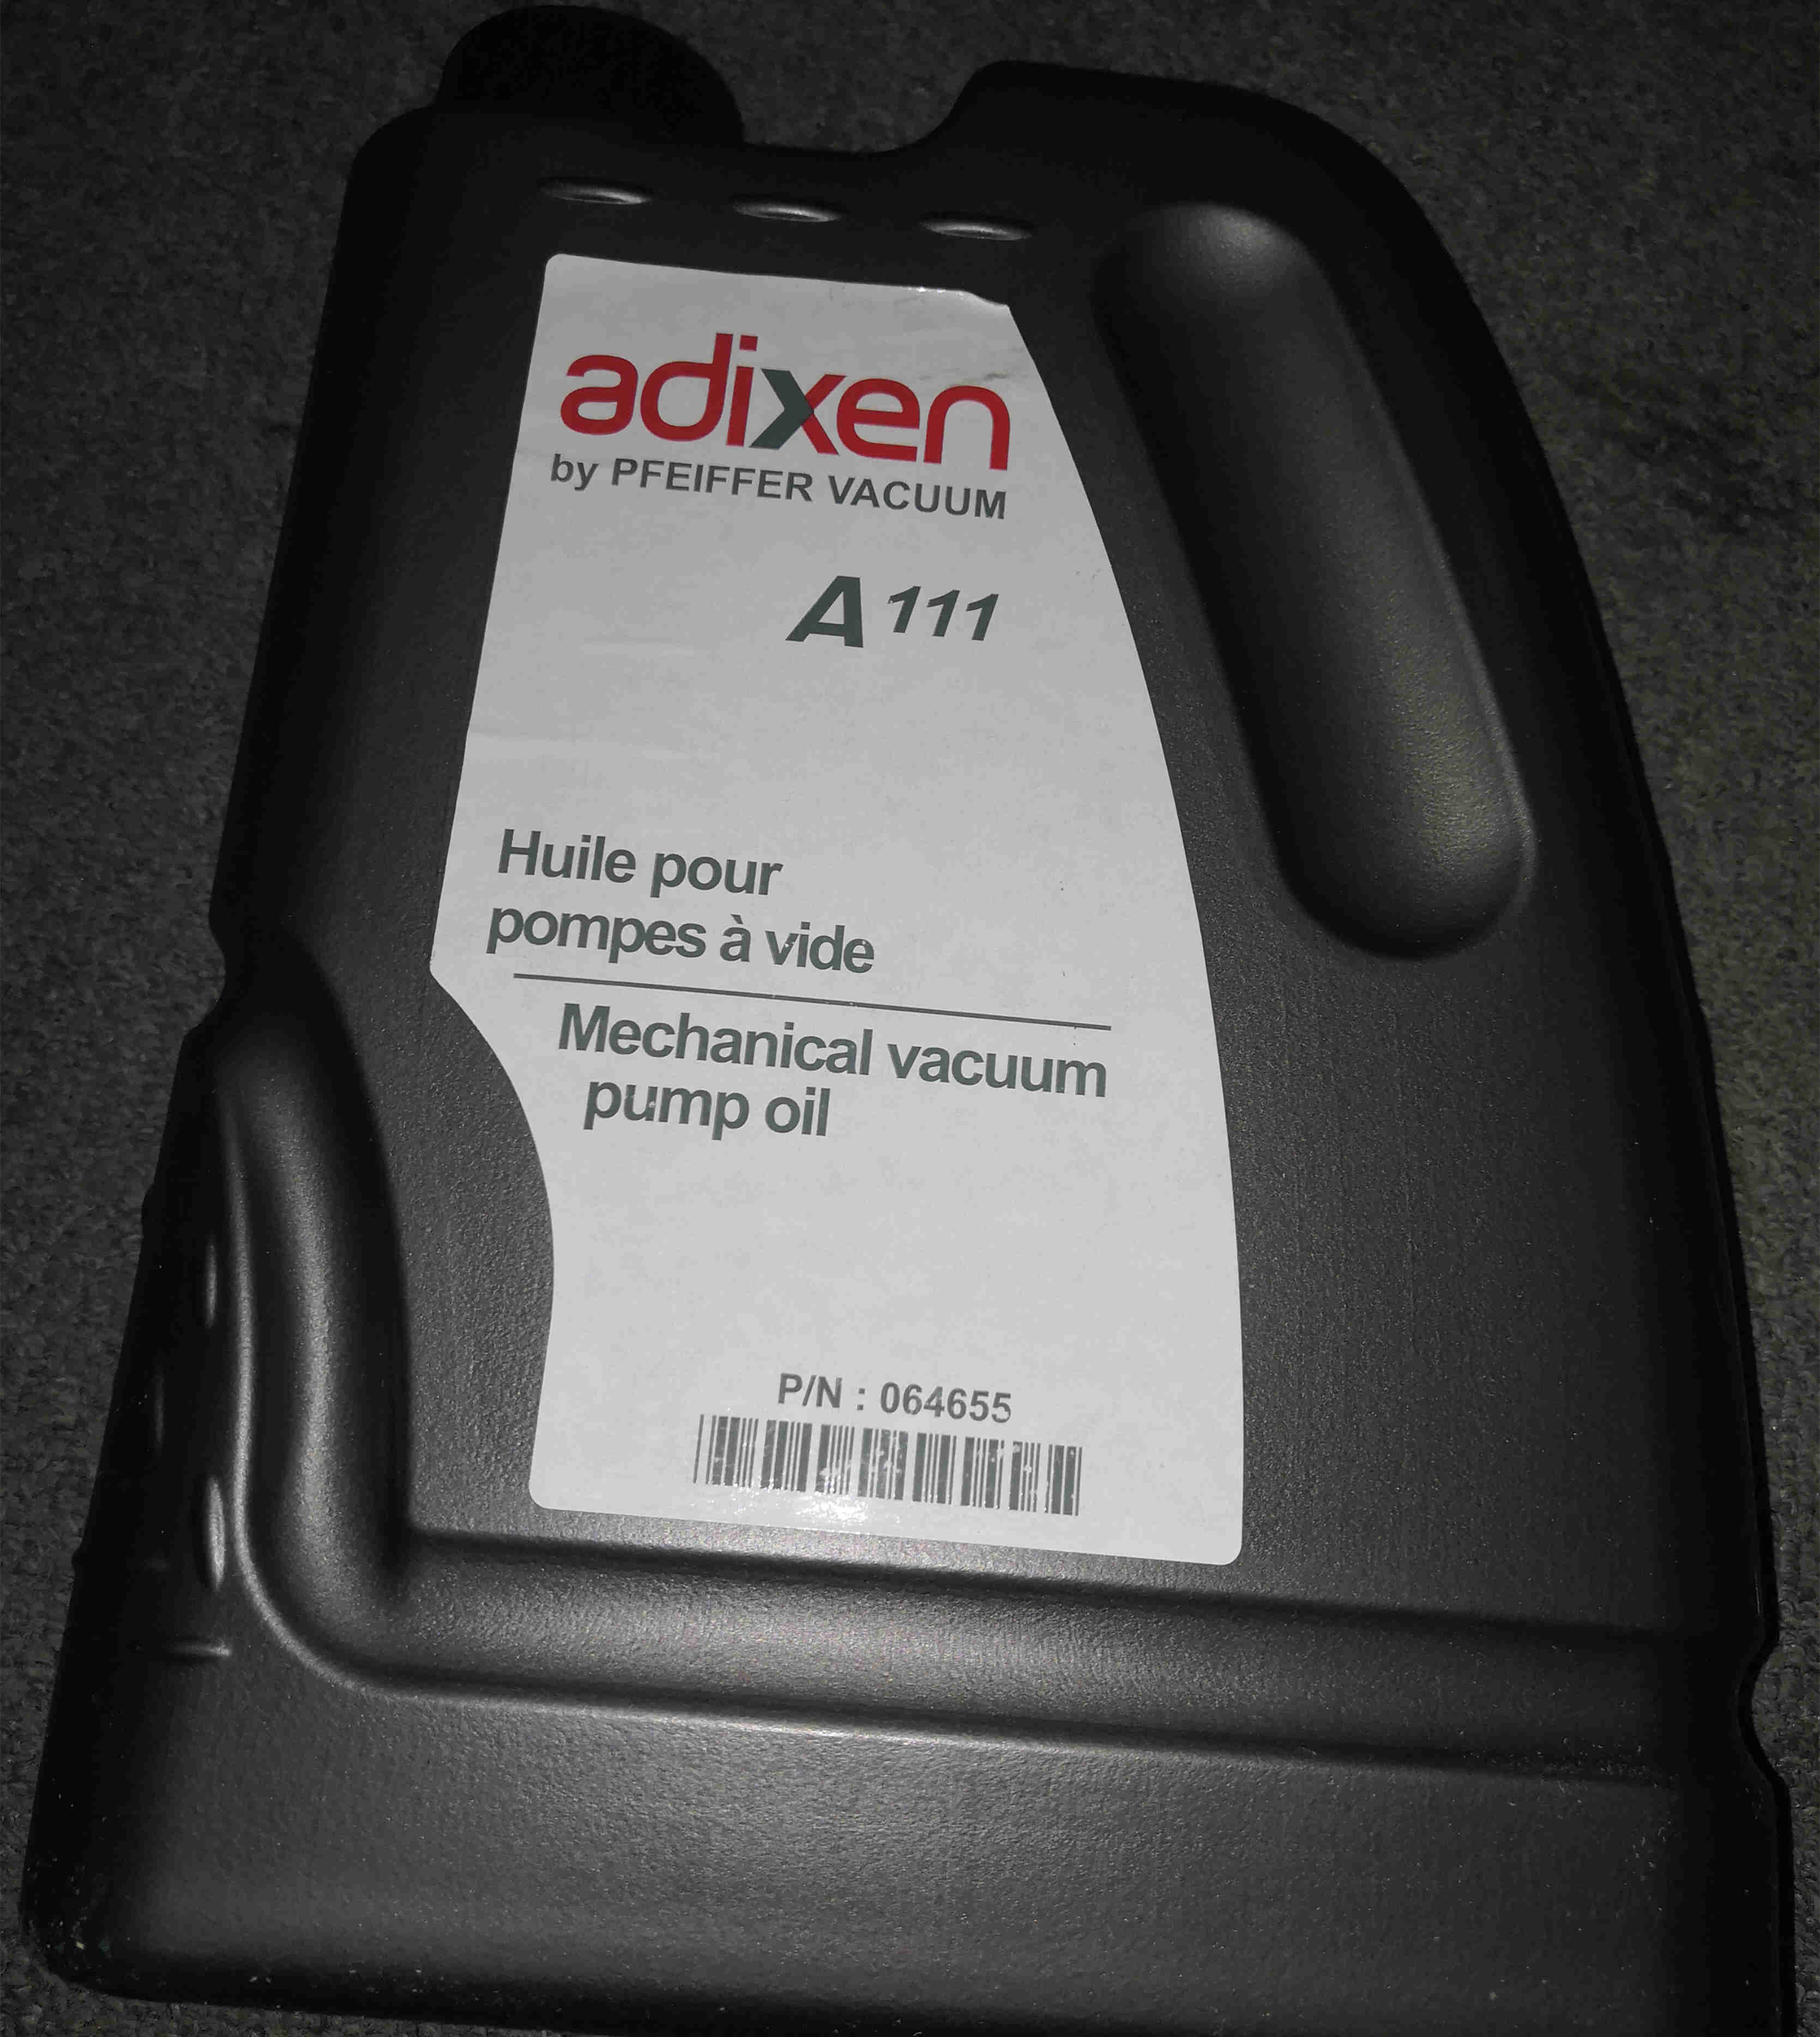 adixen
by PFEIFFER VACUUM
A 111
Huile pour
pompes à vide
Mechanical vacuum
pump oil
P/N : 064655